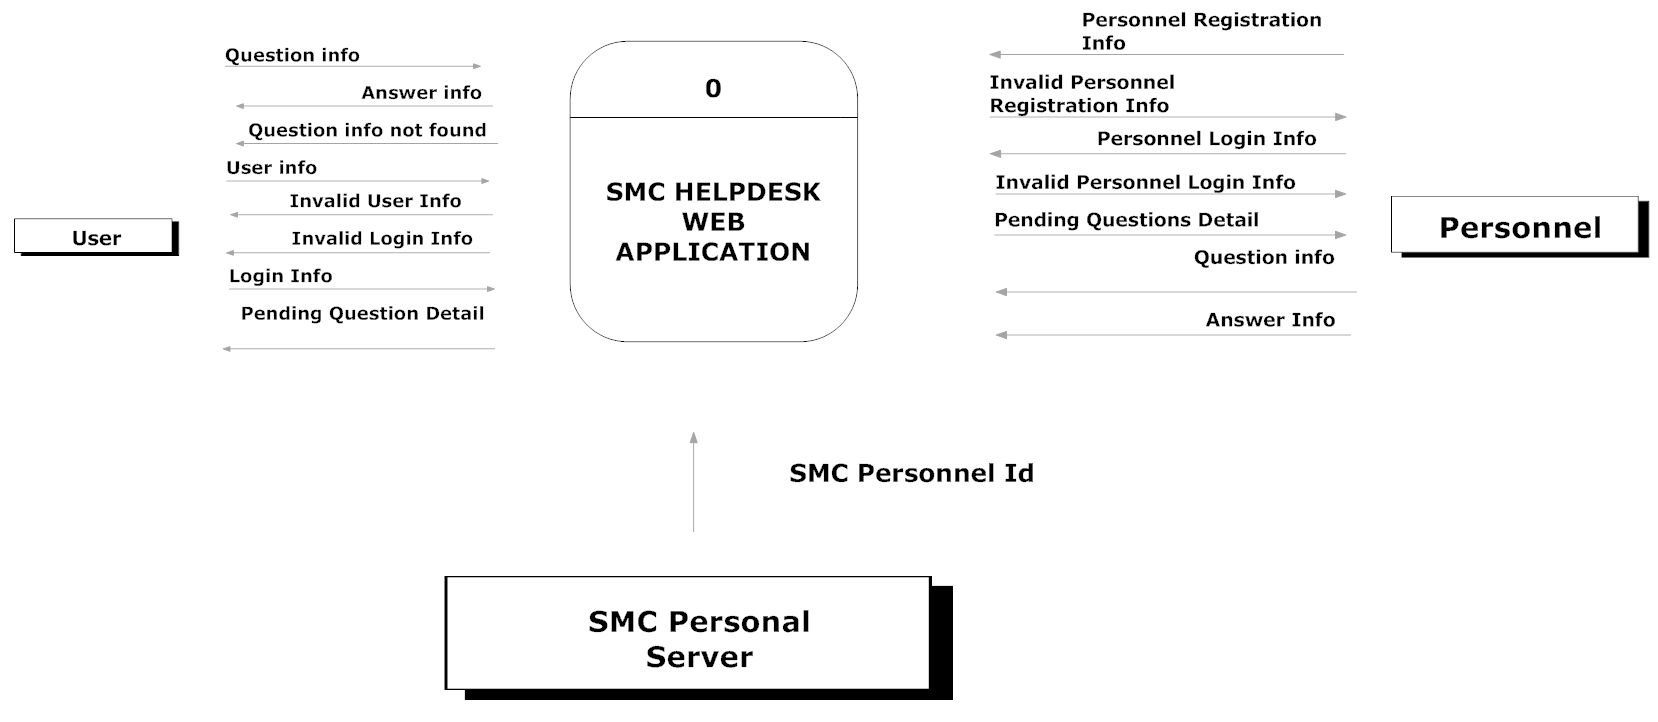 Question info
Answer info
Question info not found
User info
Invalid User Info
Invalid Login Info
Login Info
Pending Question Detail
User
0
SMC HELPDESK
WEB
APPLICATION
Personnel Registration
Info
Invalid Personnel
Registration Info
Personnel Login Info
Invalid Personnel Login Info
Pending Questions Detail
Question info
Answer Info
Personnel
SMC Personnel Id
SMC Personal
Server